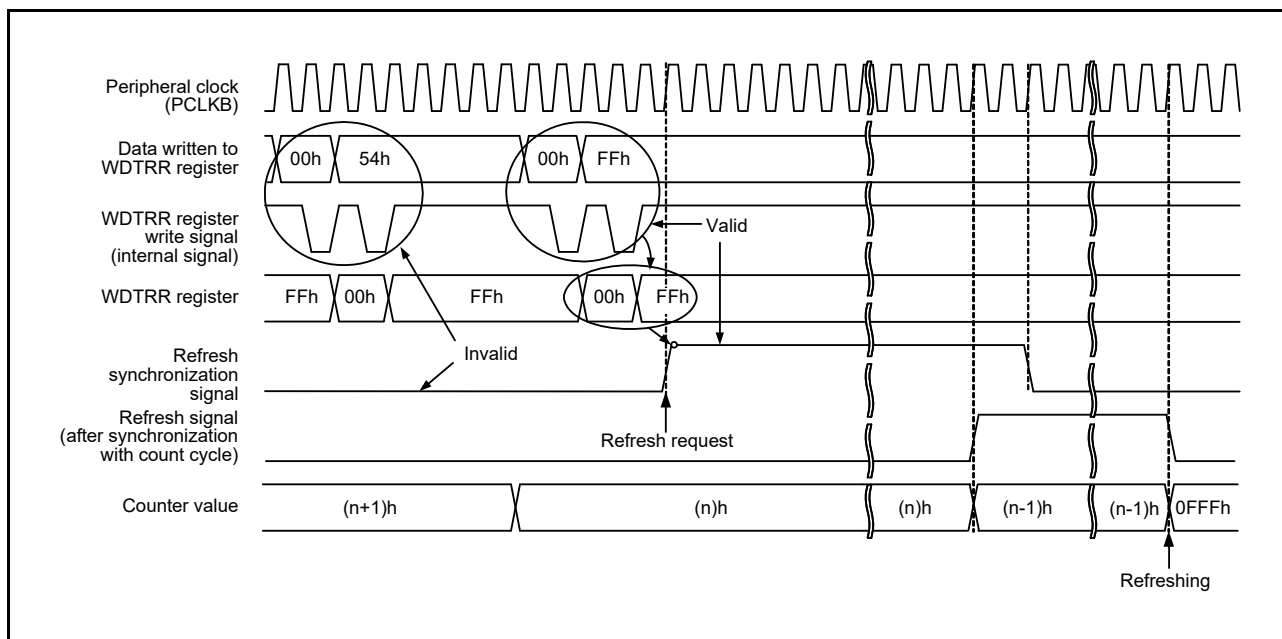 Peripheral clock
(PCLKB)
Data written to
WDTRR register
00h 54h 00h FFh
WDTRR register
write signal
(internal signal)
Valid
WDTRR register
FFh 00h FFh 00h FFh
Invalid
Refresh
synchronization
signal
Refresh request
Refresh signal
(after synchronization
with count cycle)
Counter value
(n+1)h (n)h (n)h (n-1)h (n-1)h 0FFFh
Refreshing